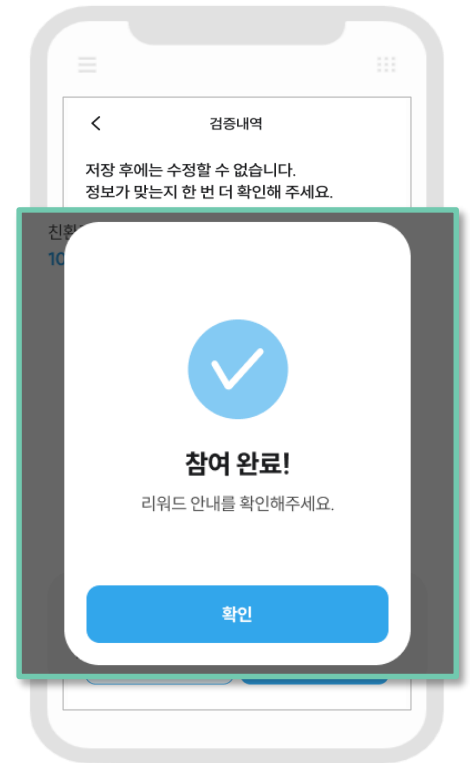 검증내역
저장 후에는 수정할 수 없습니다.
정보가 맞는지 한 번 더 확인해 주세요.
참여 완료!
리워드 안내를 확인해주세요.
확인